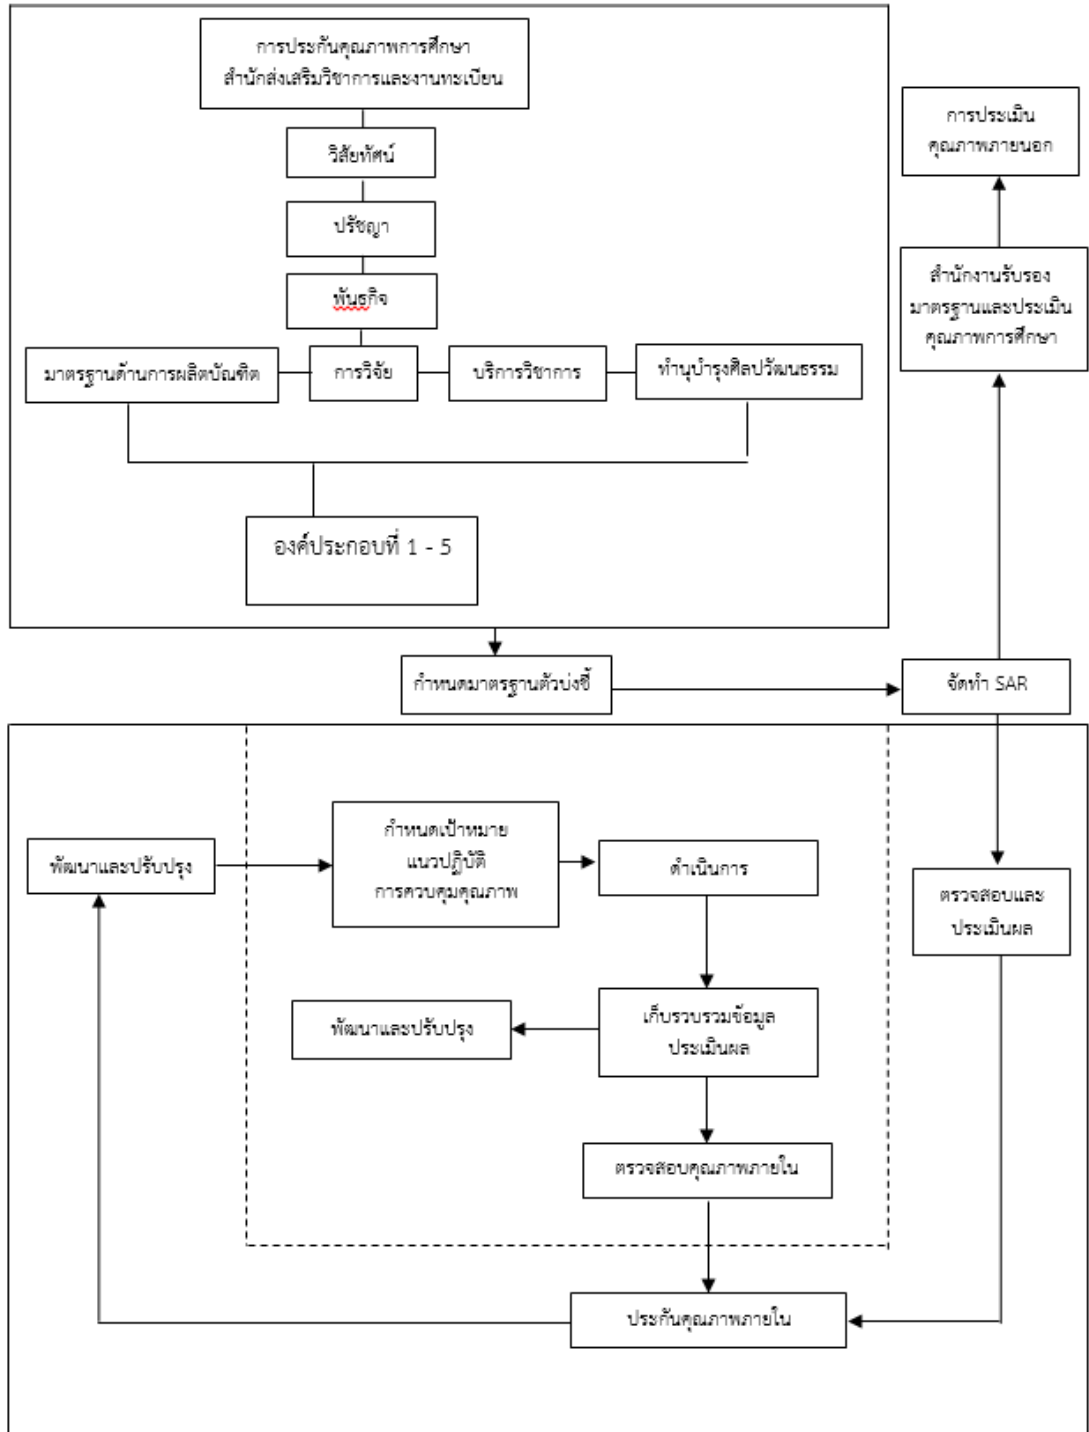 การประกันคุณภาพการศึกษา
สำนักส่งเสริมวิชาการและงานทะเบียน
วิสัยทัศน์
ปรัชญา
พันธกิจ
มาตรฐานด้านการผลิตบัณฑิต
การวิจัย
บริการวิชาการ
ทำนุบำรุงศิลปวัฒนธรรม
องค์ประกอบที่ 1 - 5
การประเมิน
คุณภาพภายนอก
สำนักงานรับรอง
มาตรฐานและประเมิน
คุณภาพการศึกษา
กำหนดมาตรฐานตัวบ่งชี้
จัดทำ SAR
พัฒนาและปรับปรุง
กำหนดเป้าหมาย
แนวปฏิบัติ
การควบคุมคุณภาพ
ดำเนินการ
ตรวจสอบและ
ประเมินผล
พัฒนาและปรับปรุง
เก็บรวบรวมข้อมูล
ประเมินผล
ตรวจสอบคุณภาพภายใน
ประกันคุณภาพภายใน